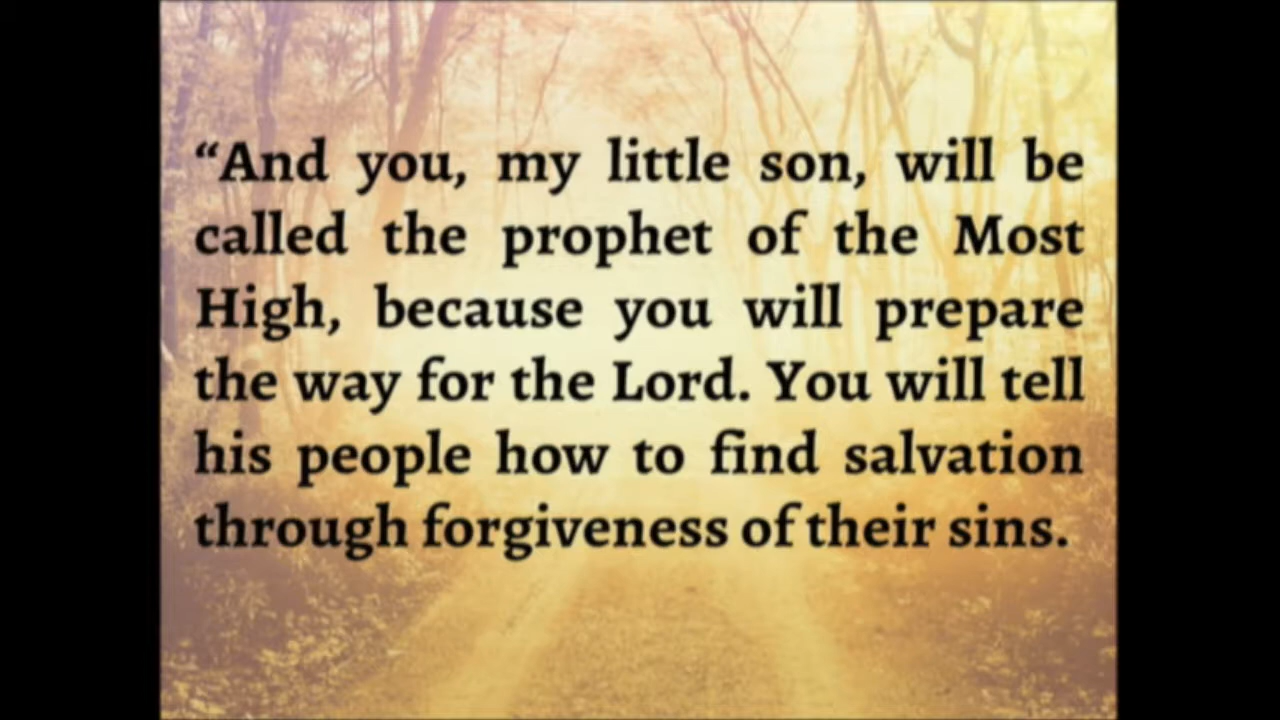 “And you, my little son, will be
called the prophet of the Most
High, because you will prepare
the way for the Lord. You will tell
his people how to find salvation
through forgiveness of their sins.